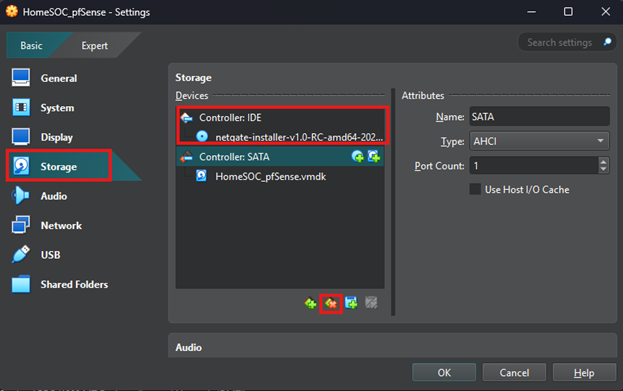 HomeSOC_pfSense - Settings
Basic
Expert
Search settings
General
System
Display
Storage
Audio
Network
USB
Shared Folders
Storage
Devices
Controller: IDE
netgate-installer-v1.0-RC-amd64-202...
Controller: SATA
HomeSOC_pfSense.vmdk
Attributes
Name: SATA
Type: AHCI
Port Count: 1
Use Host I/O Cache
Audio
OK
Cancel
Help